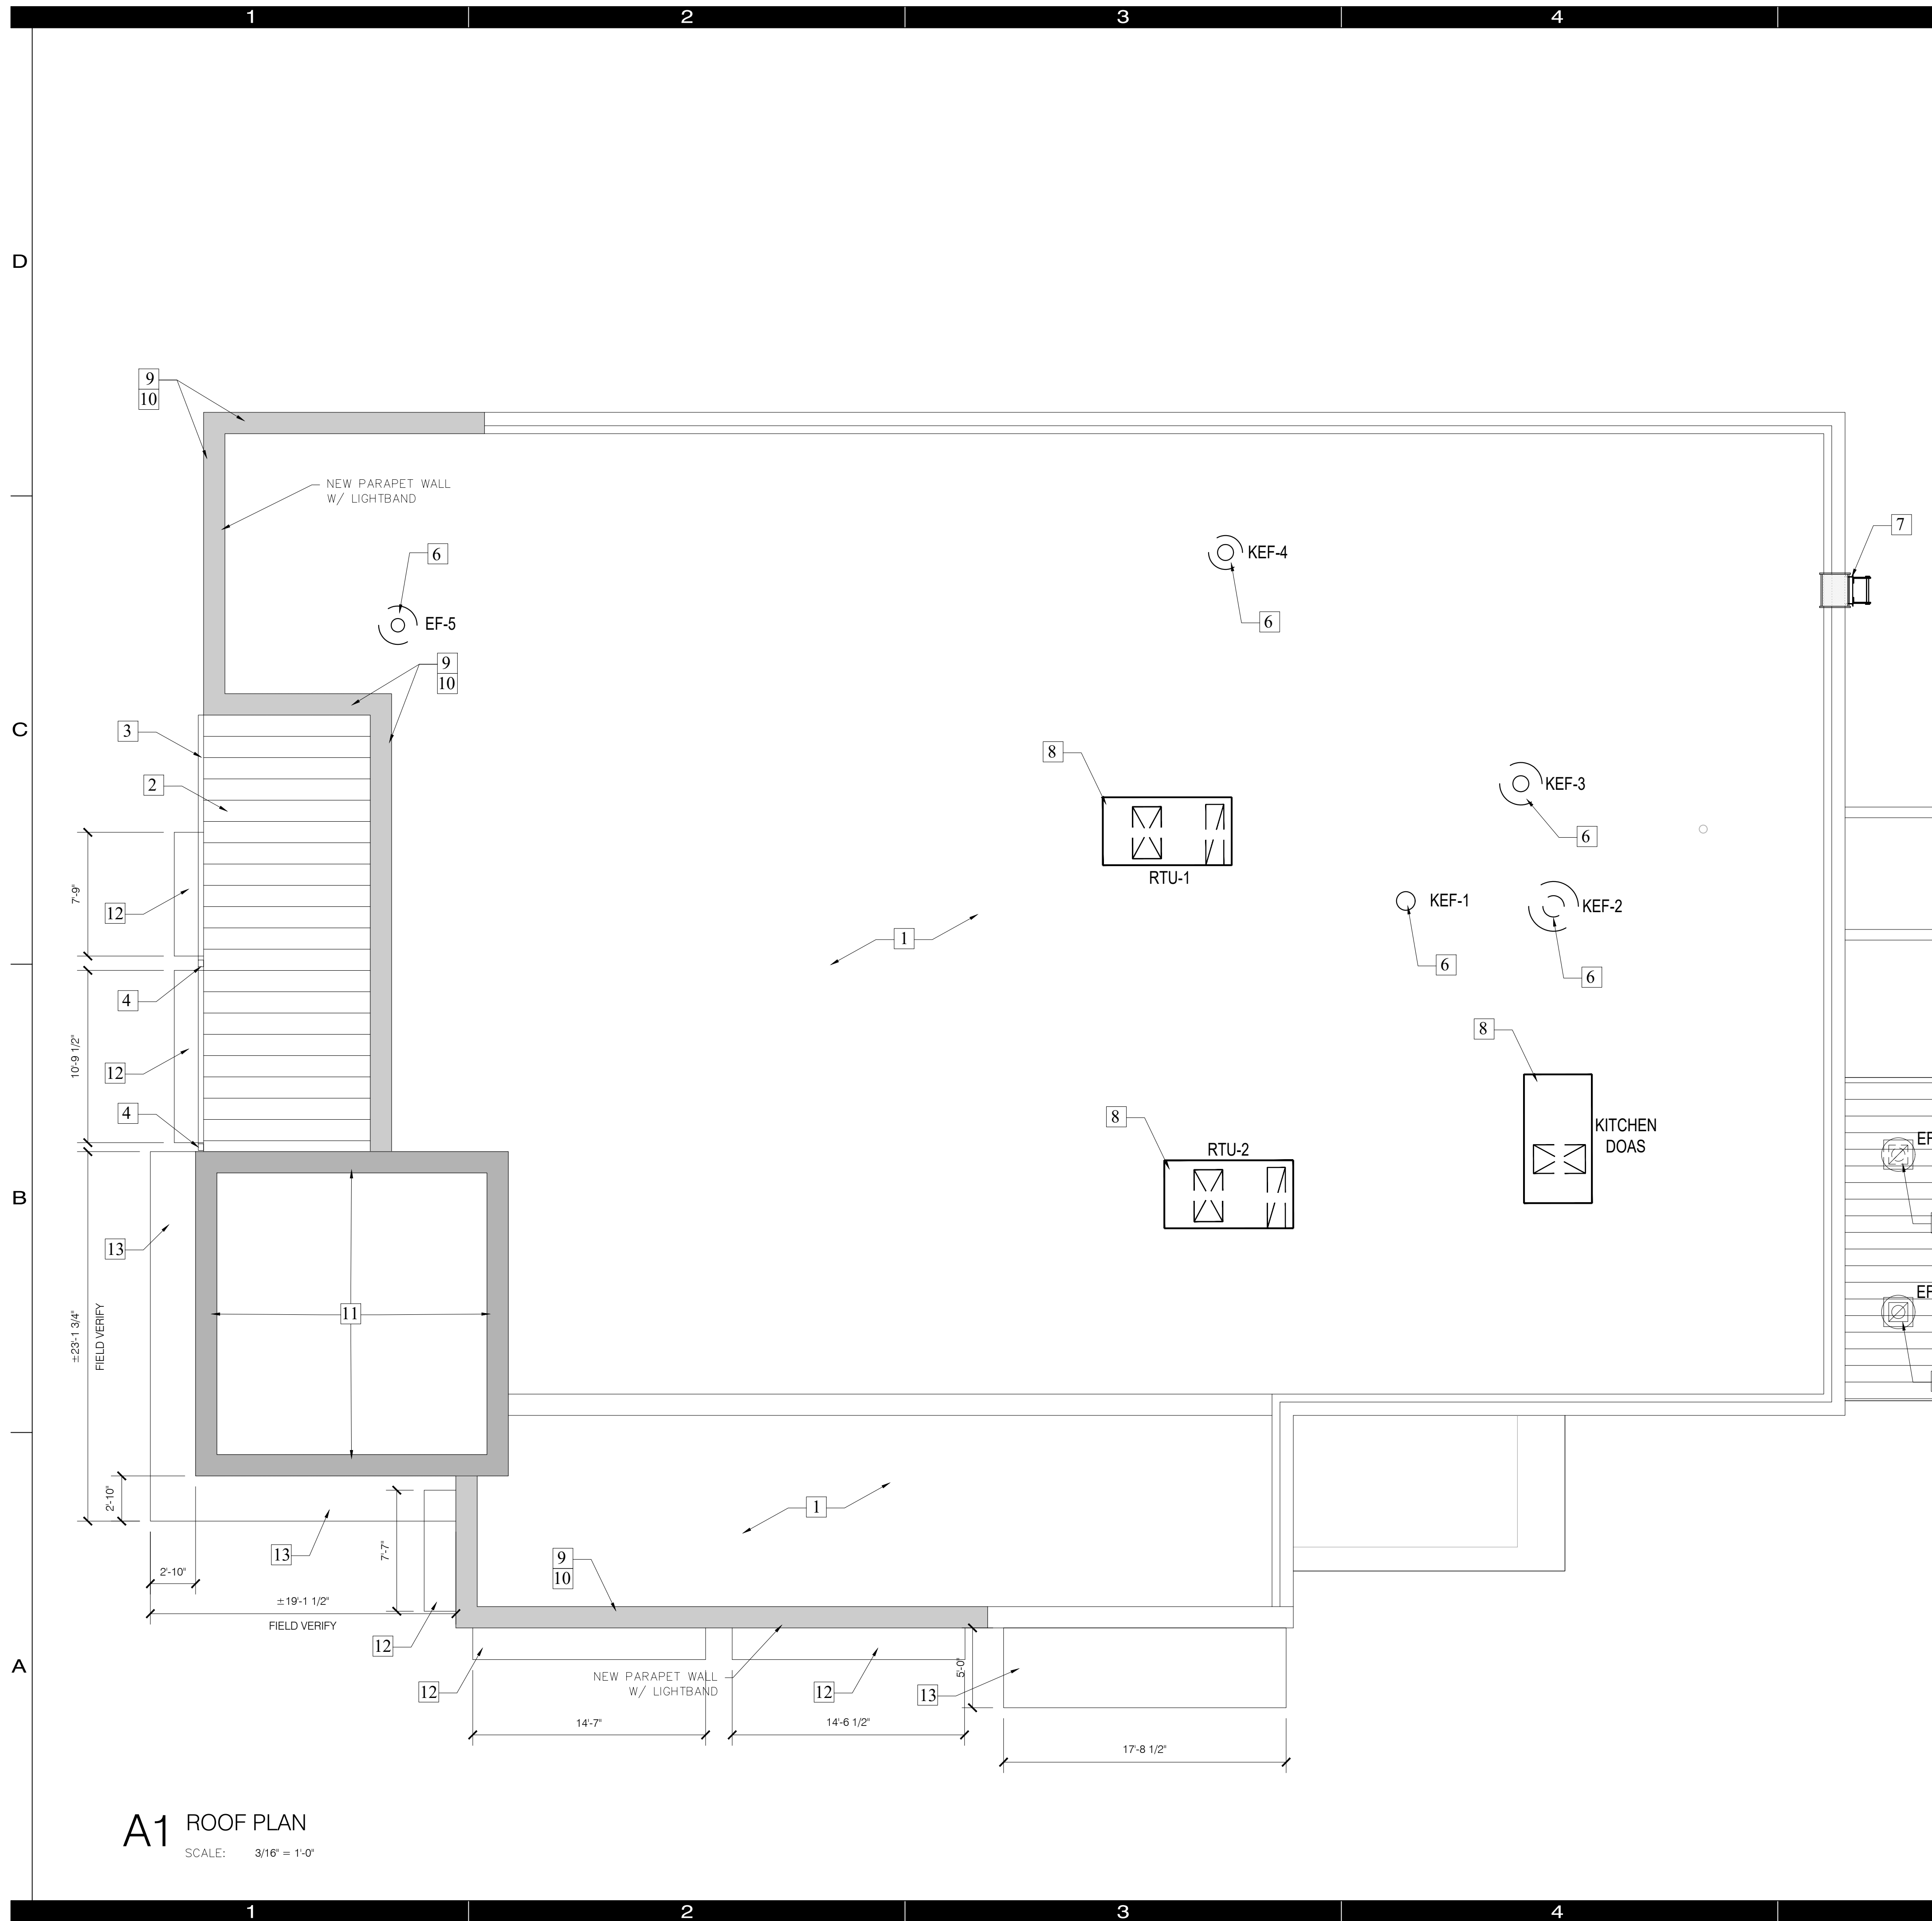 1 2 3 4
D
C
B
A
9
10
NEW PARAPET WALL
W/ LIGHTBAND
6
EF-5
KEF-4
6
7
9
10
3
2
8
RTU-1
KEF-3
6
7'-9"
12
1
KEF-1
6
KEF-2
6
4
10'-9 1/2"
12
4
8
8
RTU-2
KITCHEN
DOAS
EF
EF
13
±23'-1 3/4"
FIELD VERIFY
11
2'-10"
13
2'-10"
±19'-1 1/2"
FIELD VERIFY
7'-7"
1
9
10
12
12
NEW PARAPET WALL
W/ LIGHTBAND
12
5'-0"
13
14'-7"
14'-6 1/2"
17'-8 1/2"
A1 ROOF PLAN
SCALE: 3/16" = 1'-0"
1 2 3 4